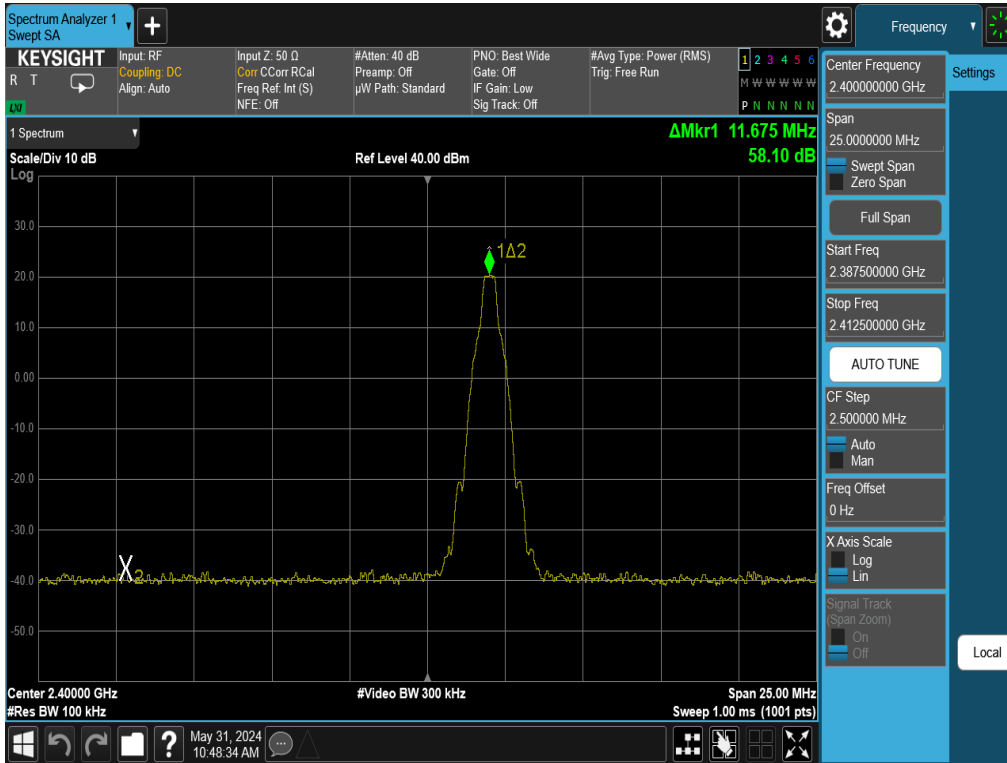 Spectrum Analyzer 1
Swept SA
+
Frequency
KEYSIGHT
R T
LXI
Input: RF
Coupling: DC
Align: Auto
Input Z: 50 Ω
Corr CCorr RCal
Freq Ref: Int (S)
NFE: Off
#Atten: 40 dB
Preamp: Off
µW Path: Standard
PNO: Best Wide
Gate: Off
IF Gain: Low
Sig Track: Off
#Avg Type: Power (RMS)
Trig: Free Run
1 2 3 4 5 6
M W W W W W
P N N N N N
1 Spectrum
Scale/Div 10 dB
Log
Ref Level 40.00 dBm
ΔMkr1 11.675 MHz
58.10 dB
30.0
20.0
10.0
0.00
-10.0
-20.0
-30.0
-40.0
-50.0
1Δ2
X2
Center 2.40000 GHz
#Res BW 100 kHz
#Video BW 300 kHz
Span 25.00 MHz
Sweep 1.00 ms (1001 pts)
Center Frequency
2.400000000 GHz
Settings
Span
25.0000000 MHz
Swept Span
Zero Span
Full Span
Start Freq
2.387500000 GHz
Stop Freq
2.412500000 GHz
AUTO TUNE
CF Step
2.500000 MHz
Auto
Man
Freq Offset
0 Hz
X Axis Scale
Log
Lin
Signal Track
(Span Zoom)
On
Off
Local
?
May 31, 2024
10:48:34 AM